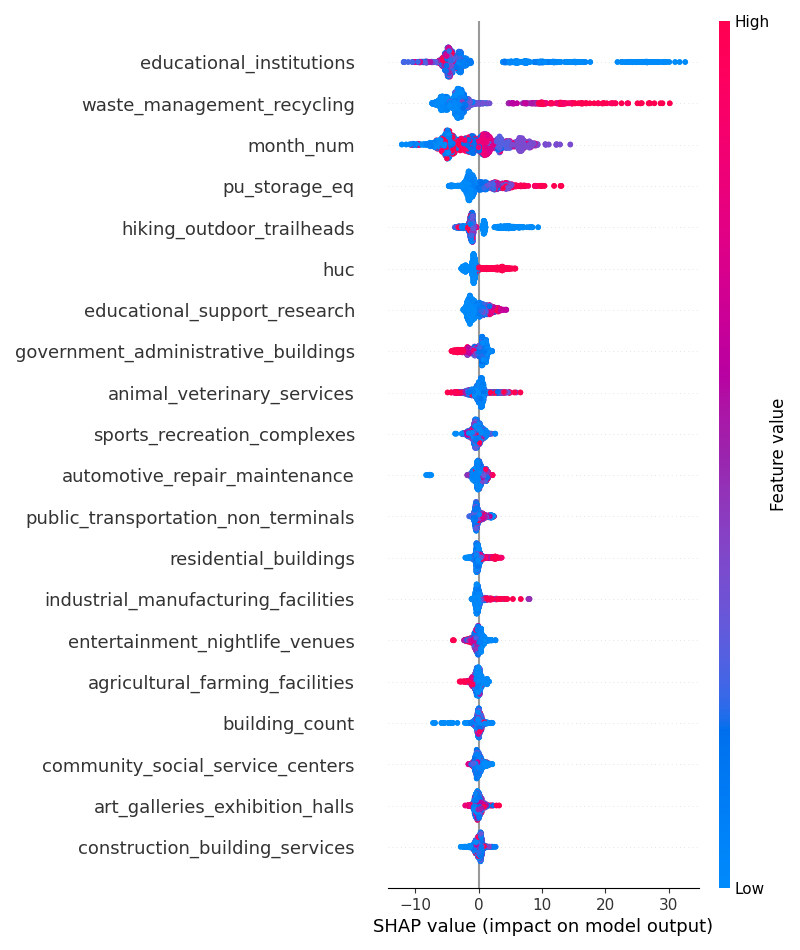 High
educational_institutions
waste_management_recycling
month_num
pu_storage_eq
hiking_outdoor_trailheads
huc
educational_support_research
government_administrative_buildings
animal_veterinary_services
sports_recreation_complexes
automotive_repair_maintenance
public_transportation_non_terminals
residential_buildings
industrial_manufacturing_facilities
entertainment_nightlife_venues
agricultural_farming_facilities
building_count
community_social_service_centers
art_galleries_exhibition_halls
construction_building_services
Feature value
Low
−10 0 10 20 30
SHAP value (impact on model output)